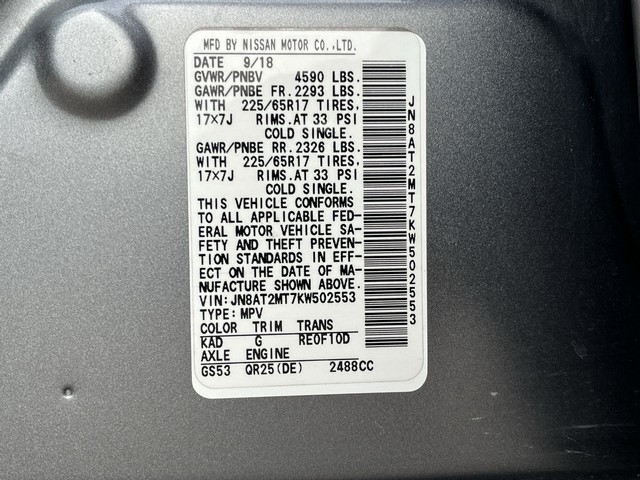 MFD BY NISSAN MOTOR CO.,LTD.
DATE 9/18
GVWR/PNBV 4590 LBS.
GAWR/PNBE FR. 2293 LBS.
WITH 225/65R17 TIRES,
17×7J RIMS. AT 33 PSI
COLD SINGLE.
GAWR/PNBE RR. 2326 LBS.
WITH 225/65R17 TIRES,
17×7J RIMS. AT 33 PSI
COLD SINGLE.
THIS VEHICLE CONFORMS
TO ALL APPLICABLE FED-
ERAL MOTOR VEHICLE SA-
FETY AND THEFT PREVEN-
TION STANDARDS IN EFF-
ECT ON THE DATE OF MA-
NUFACTURE SHOWN ABOVE.
VIN:JN8AT2MT7KW502553
TYPE:MPV
COLOR TRIM TRANS
KAD G RE0F10D
AXLE ENGINE
GS53 QR25(DE) 2488CC
JN8AT2MT7KW502553